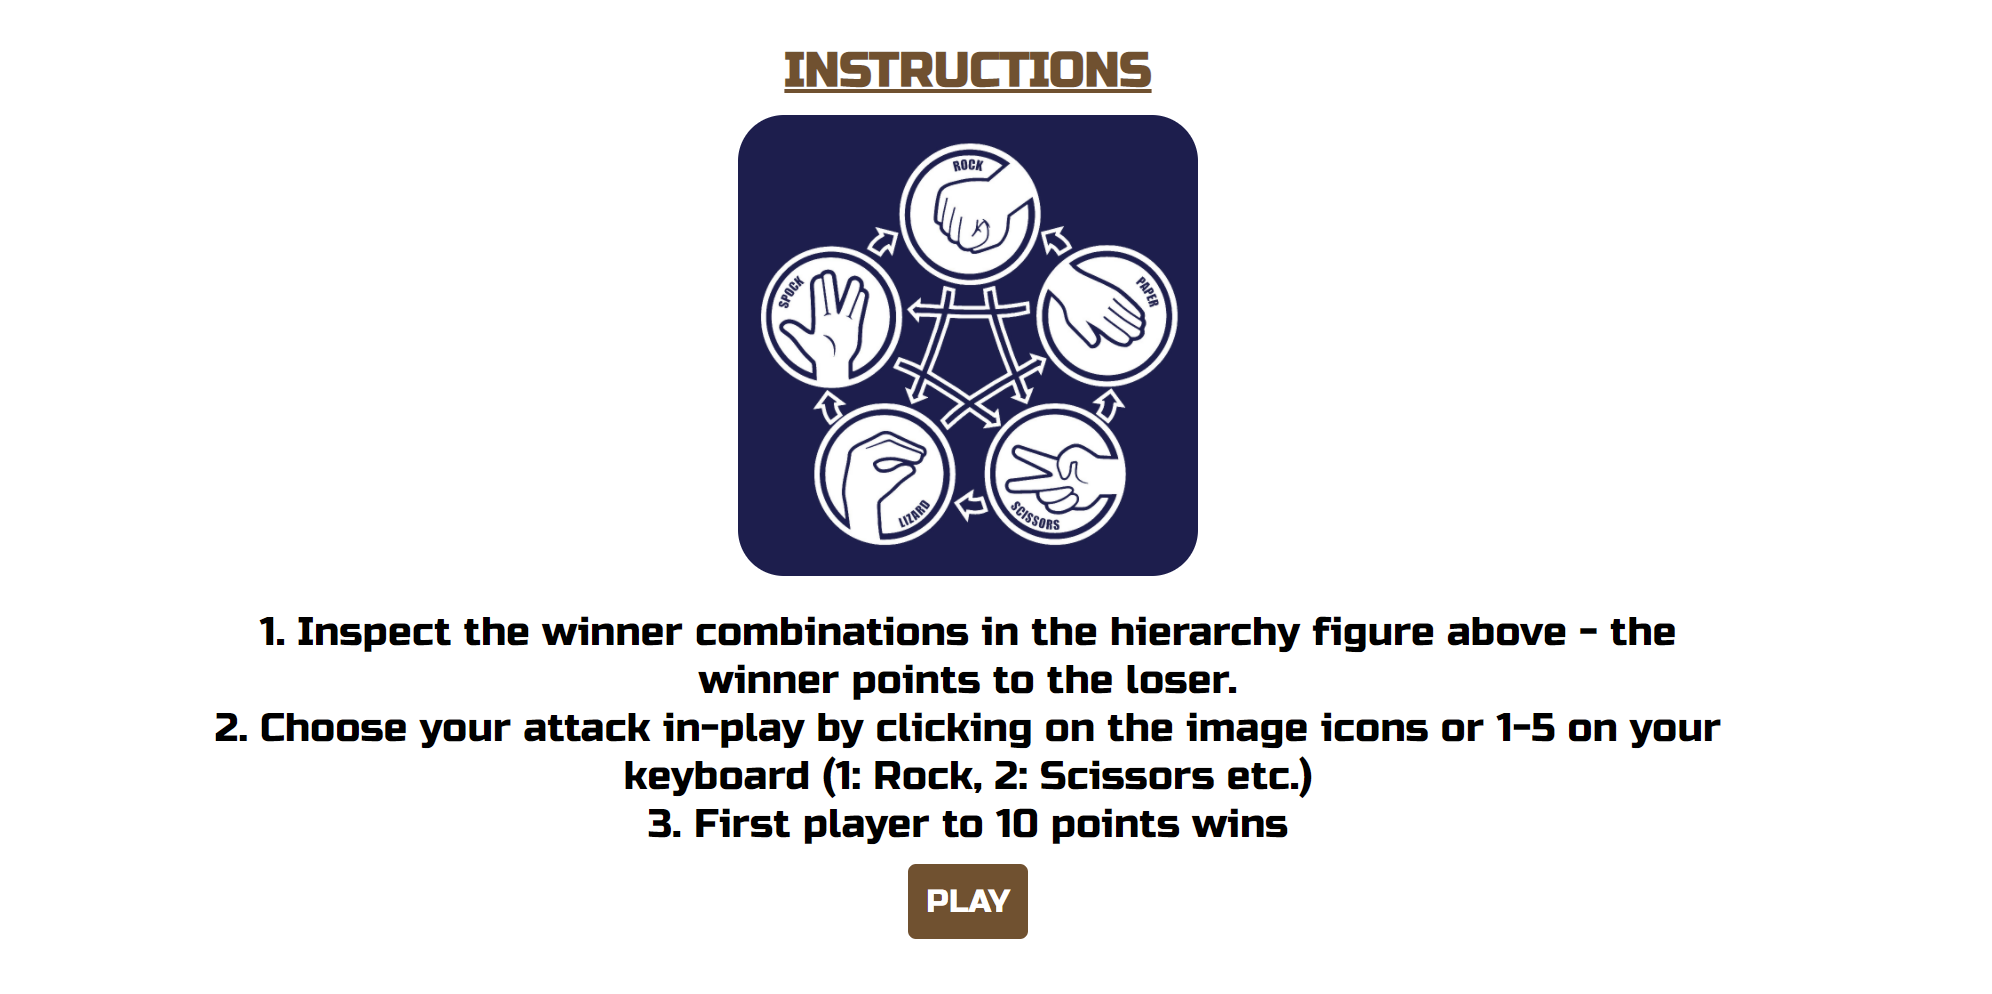 INSTRUCTIONS
ROCK
SPOCK
PAPER
LIZARD
SCISSORS
1. Inspect the winner combinations in the hierarchy figure above - the
winner points to the loser.
2. Choose your attack in-play by clicking on the image icons or 1-5 on your
keyboard (1: Rock, 2: Scissors etc.)
3. First player to 10 points wins
PLAY